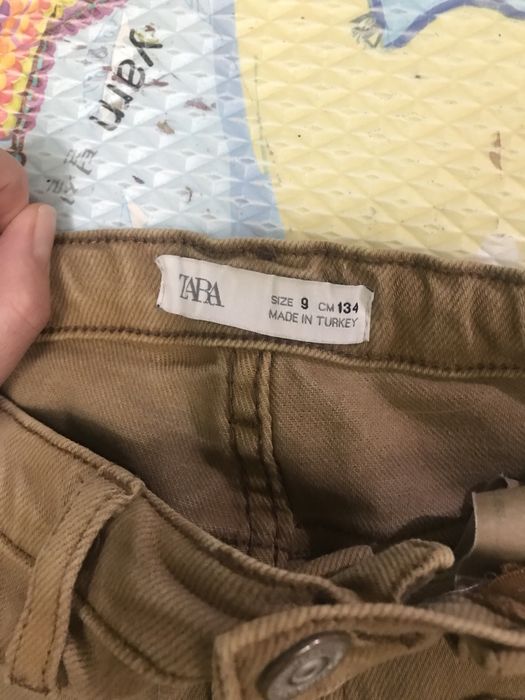 yarn
ZARA
SIZE 9 CM 134
MADE IN TURKEY